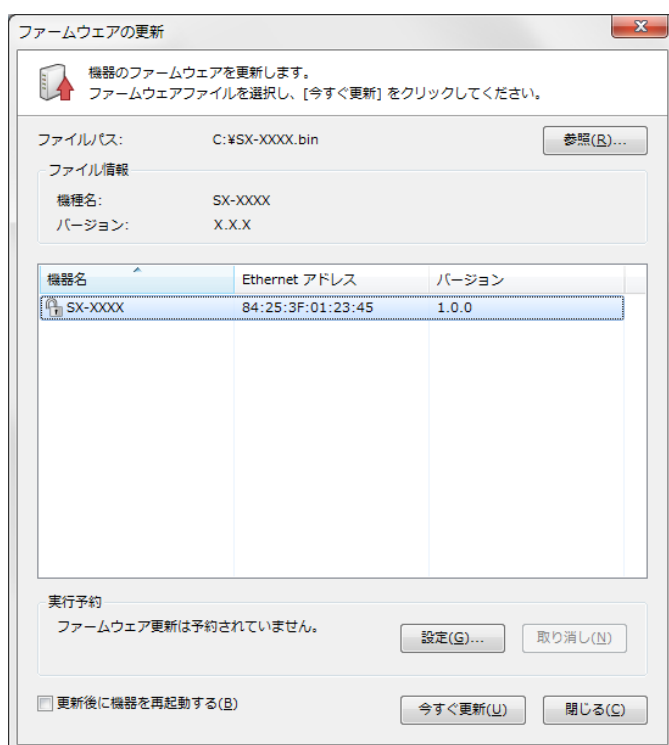 ファームウェアの更新
機器のファームウェアを更新します。
ファームウェアファイルを選択し、[今すぐ更新] をクリックしてください。
ファイルパス: C:¥SX-XXXX.bin 参照(R)...
ファイル情報
機種名: SX-XXXX
バージョン: X.X.X
機器名 Ethernet アドレス バージョン
SX-XXXX 84:25:3F:01:23:45 1.0.0
実行予約
ファームウェア更新は予約されていません。
設定(G)... 取り消し(N)
更新後に機器を再起動する(B) 今すぐ更新(U) 閉じる(C)